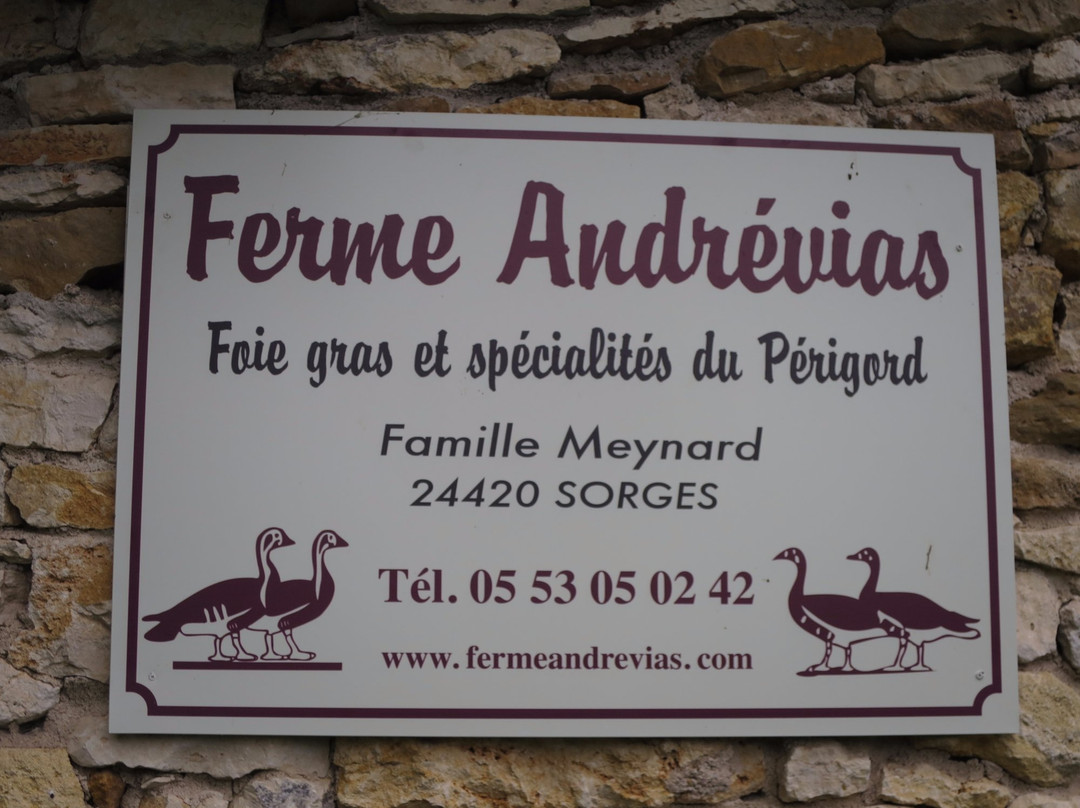 Ferme Andrévias
Foie gras et spécialités du Périgord
Famille Meynard
24420 SORGES
Tél. 05 53 05 02 42
www.fermeandrevias.com